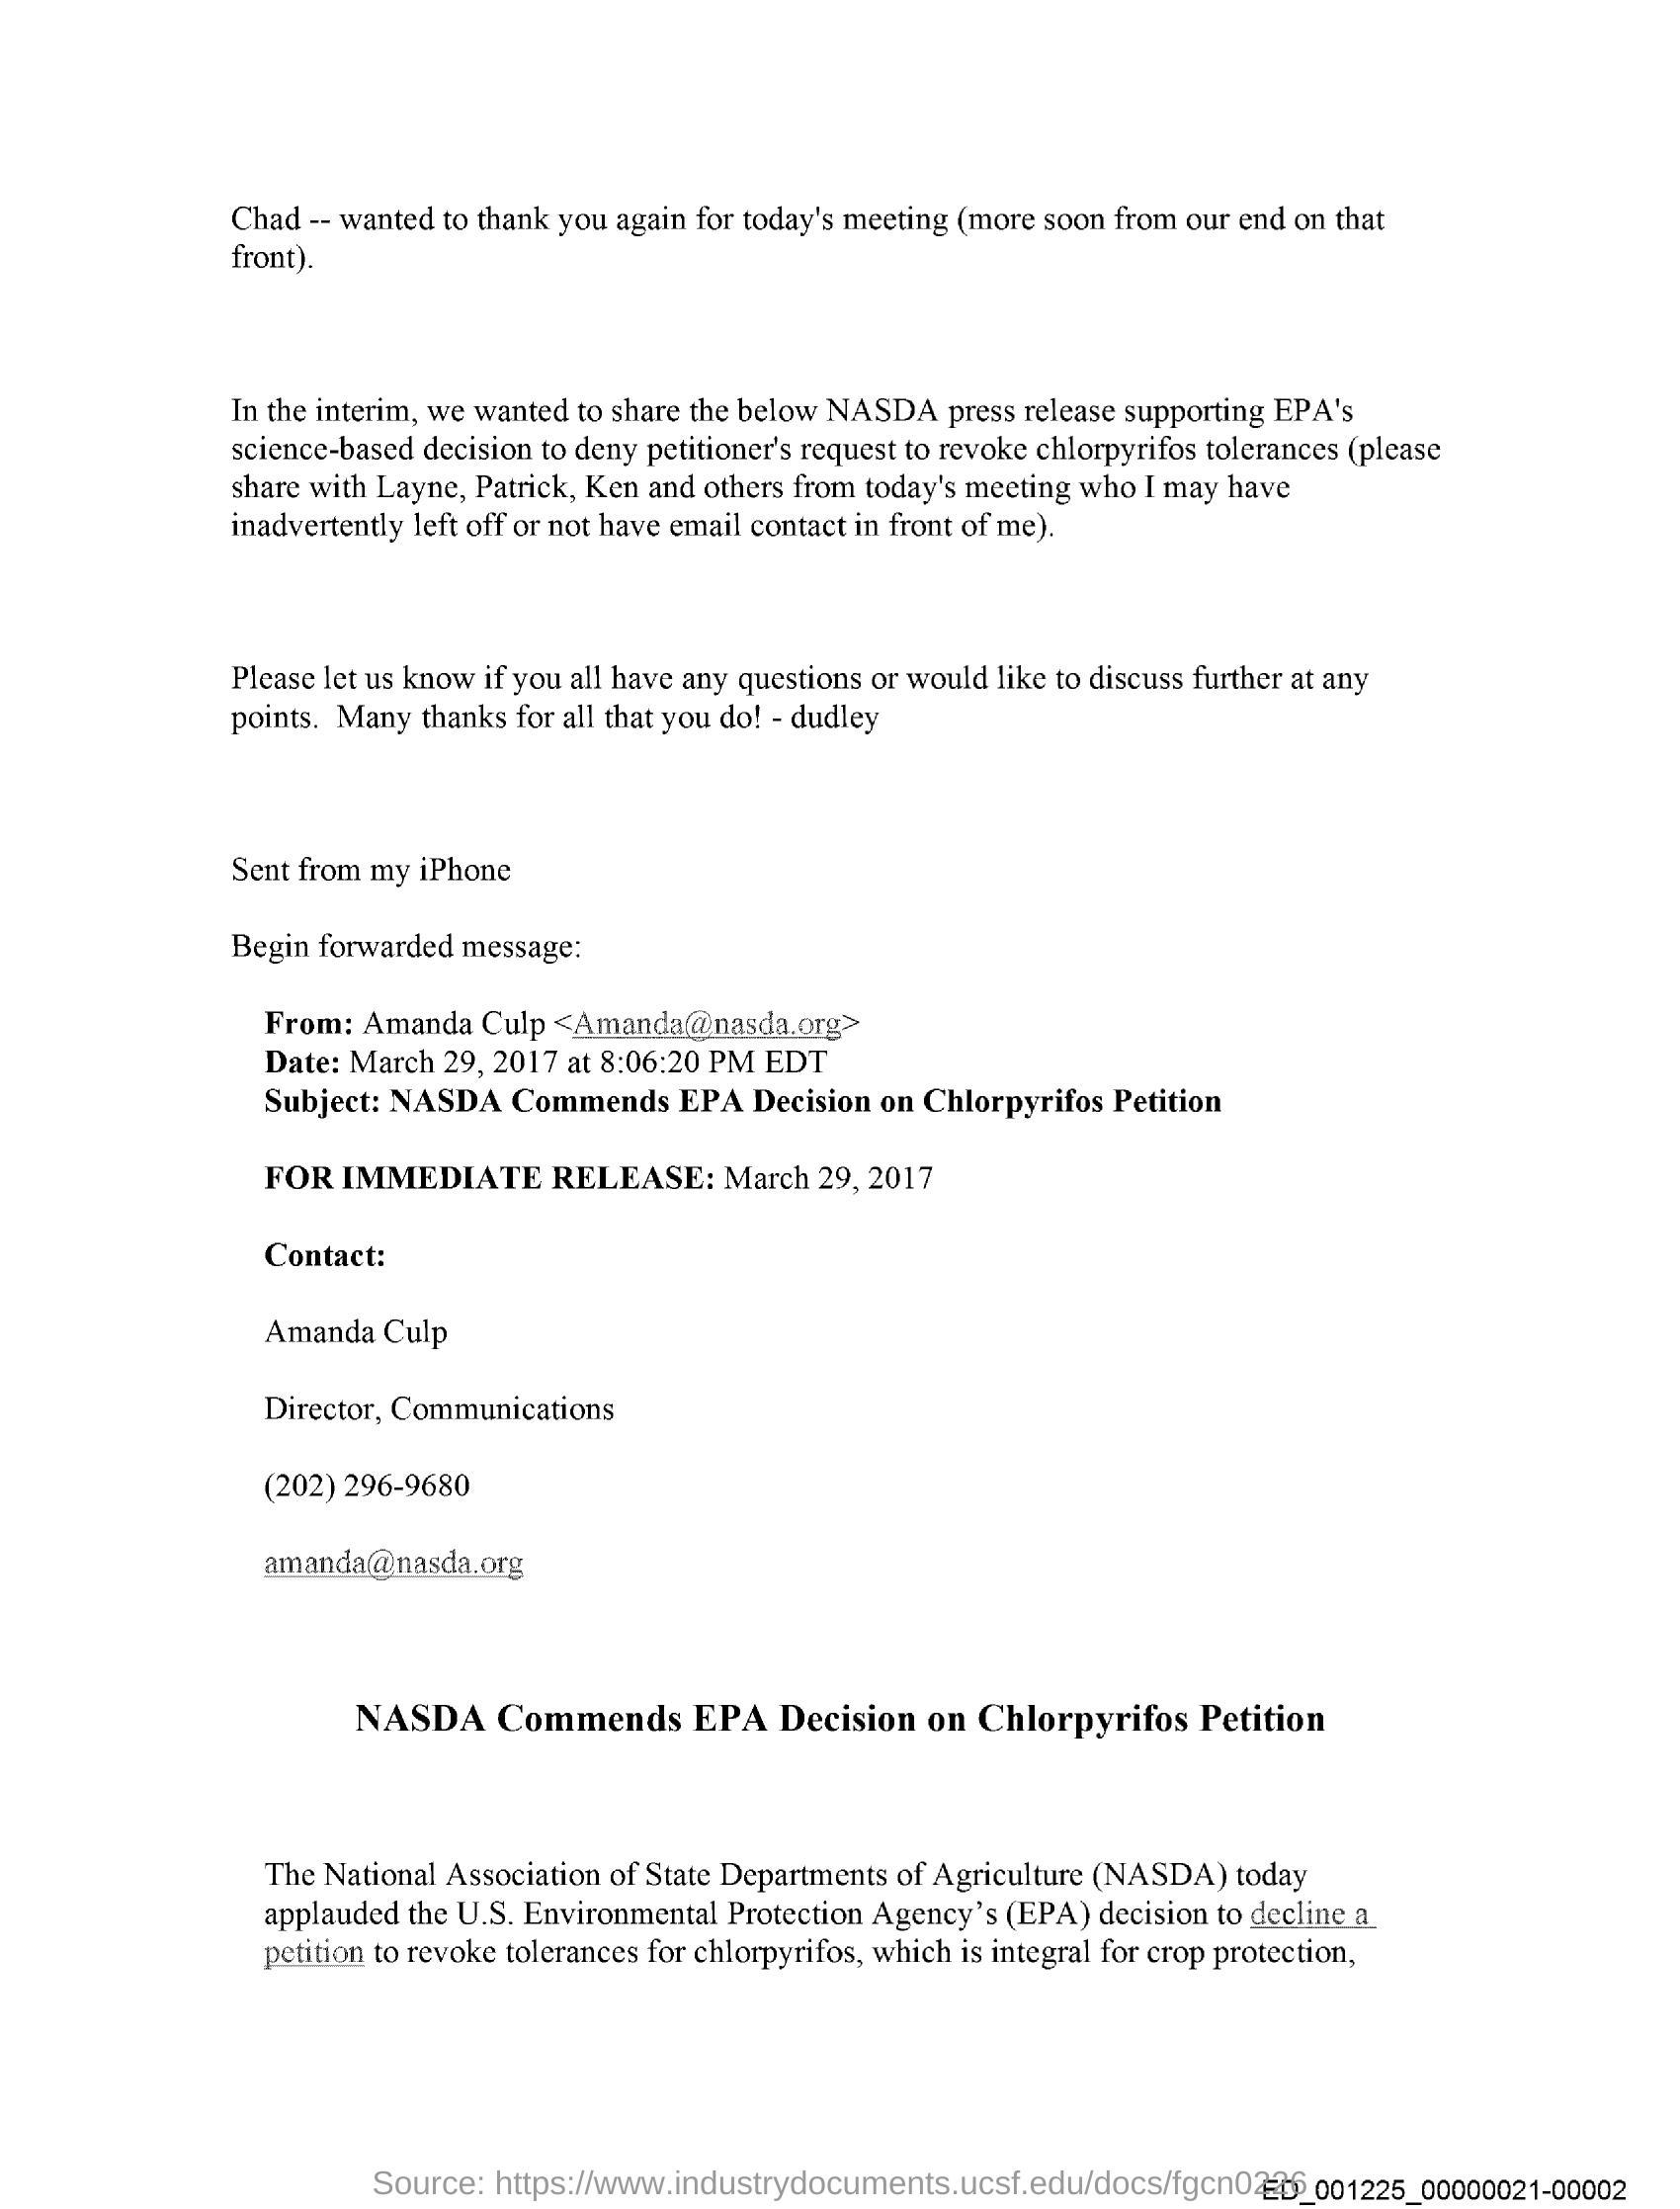 Chad -- wanted to thank you again for today's meeting (more soon from our end on that
front).
In the interim, we wanted to share the below NASDA press release supporting EPA's
science-based decision to deny petitioner's request to revoke chlorpyrifos tolerances (please
share with Layne, Patrick, Ken and others from today's meeting who I may have
inadvertently left off or not have email contact in front of me).
Please let us know if you all have any questions or would like to discuss further at any
points.  Many thanks for all that you do! - dudley
Sent from my iPhone
Begin forwarded message:
From: Amanda Culp <Amanda@nasda.org>
Date: March 29, 2017 at 8:06:20 PM EDT
Subject: NASDA Commends EPA Decision on Chlorpyrifos Petition
FOR IMMEDIATE RELEASE: March 29, 2017
Contact:
Amanda Culp
Director, Communications
(202) 296-9680
amanda@nasda.org
NASDA Commends EPA Decision on Chlorpyrifos Petition
The National Association of State Departments of Agriculture (NASDA) today
applauded the U.S. Environmental Protection Agency's (EPA) decision to decline a
petition to revoke tolerances for chlorpyrifos, which is integral for crop protection,
Source: https://www.industrydocuments.ucsf.edu/docs/fgcn0226
ED_001225_00000021-00002